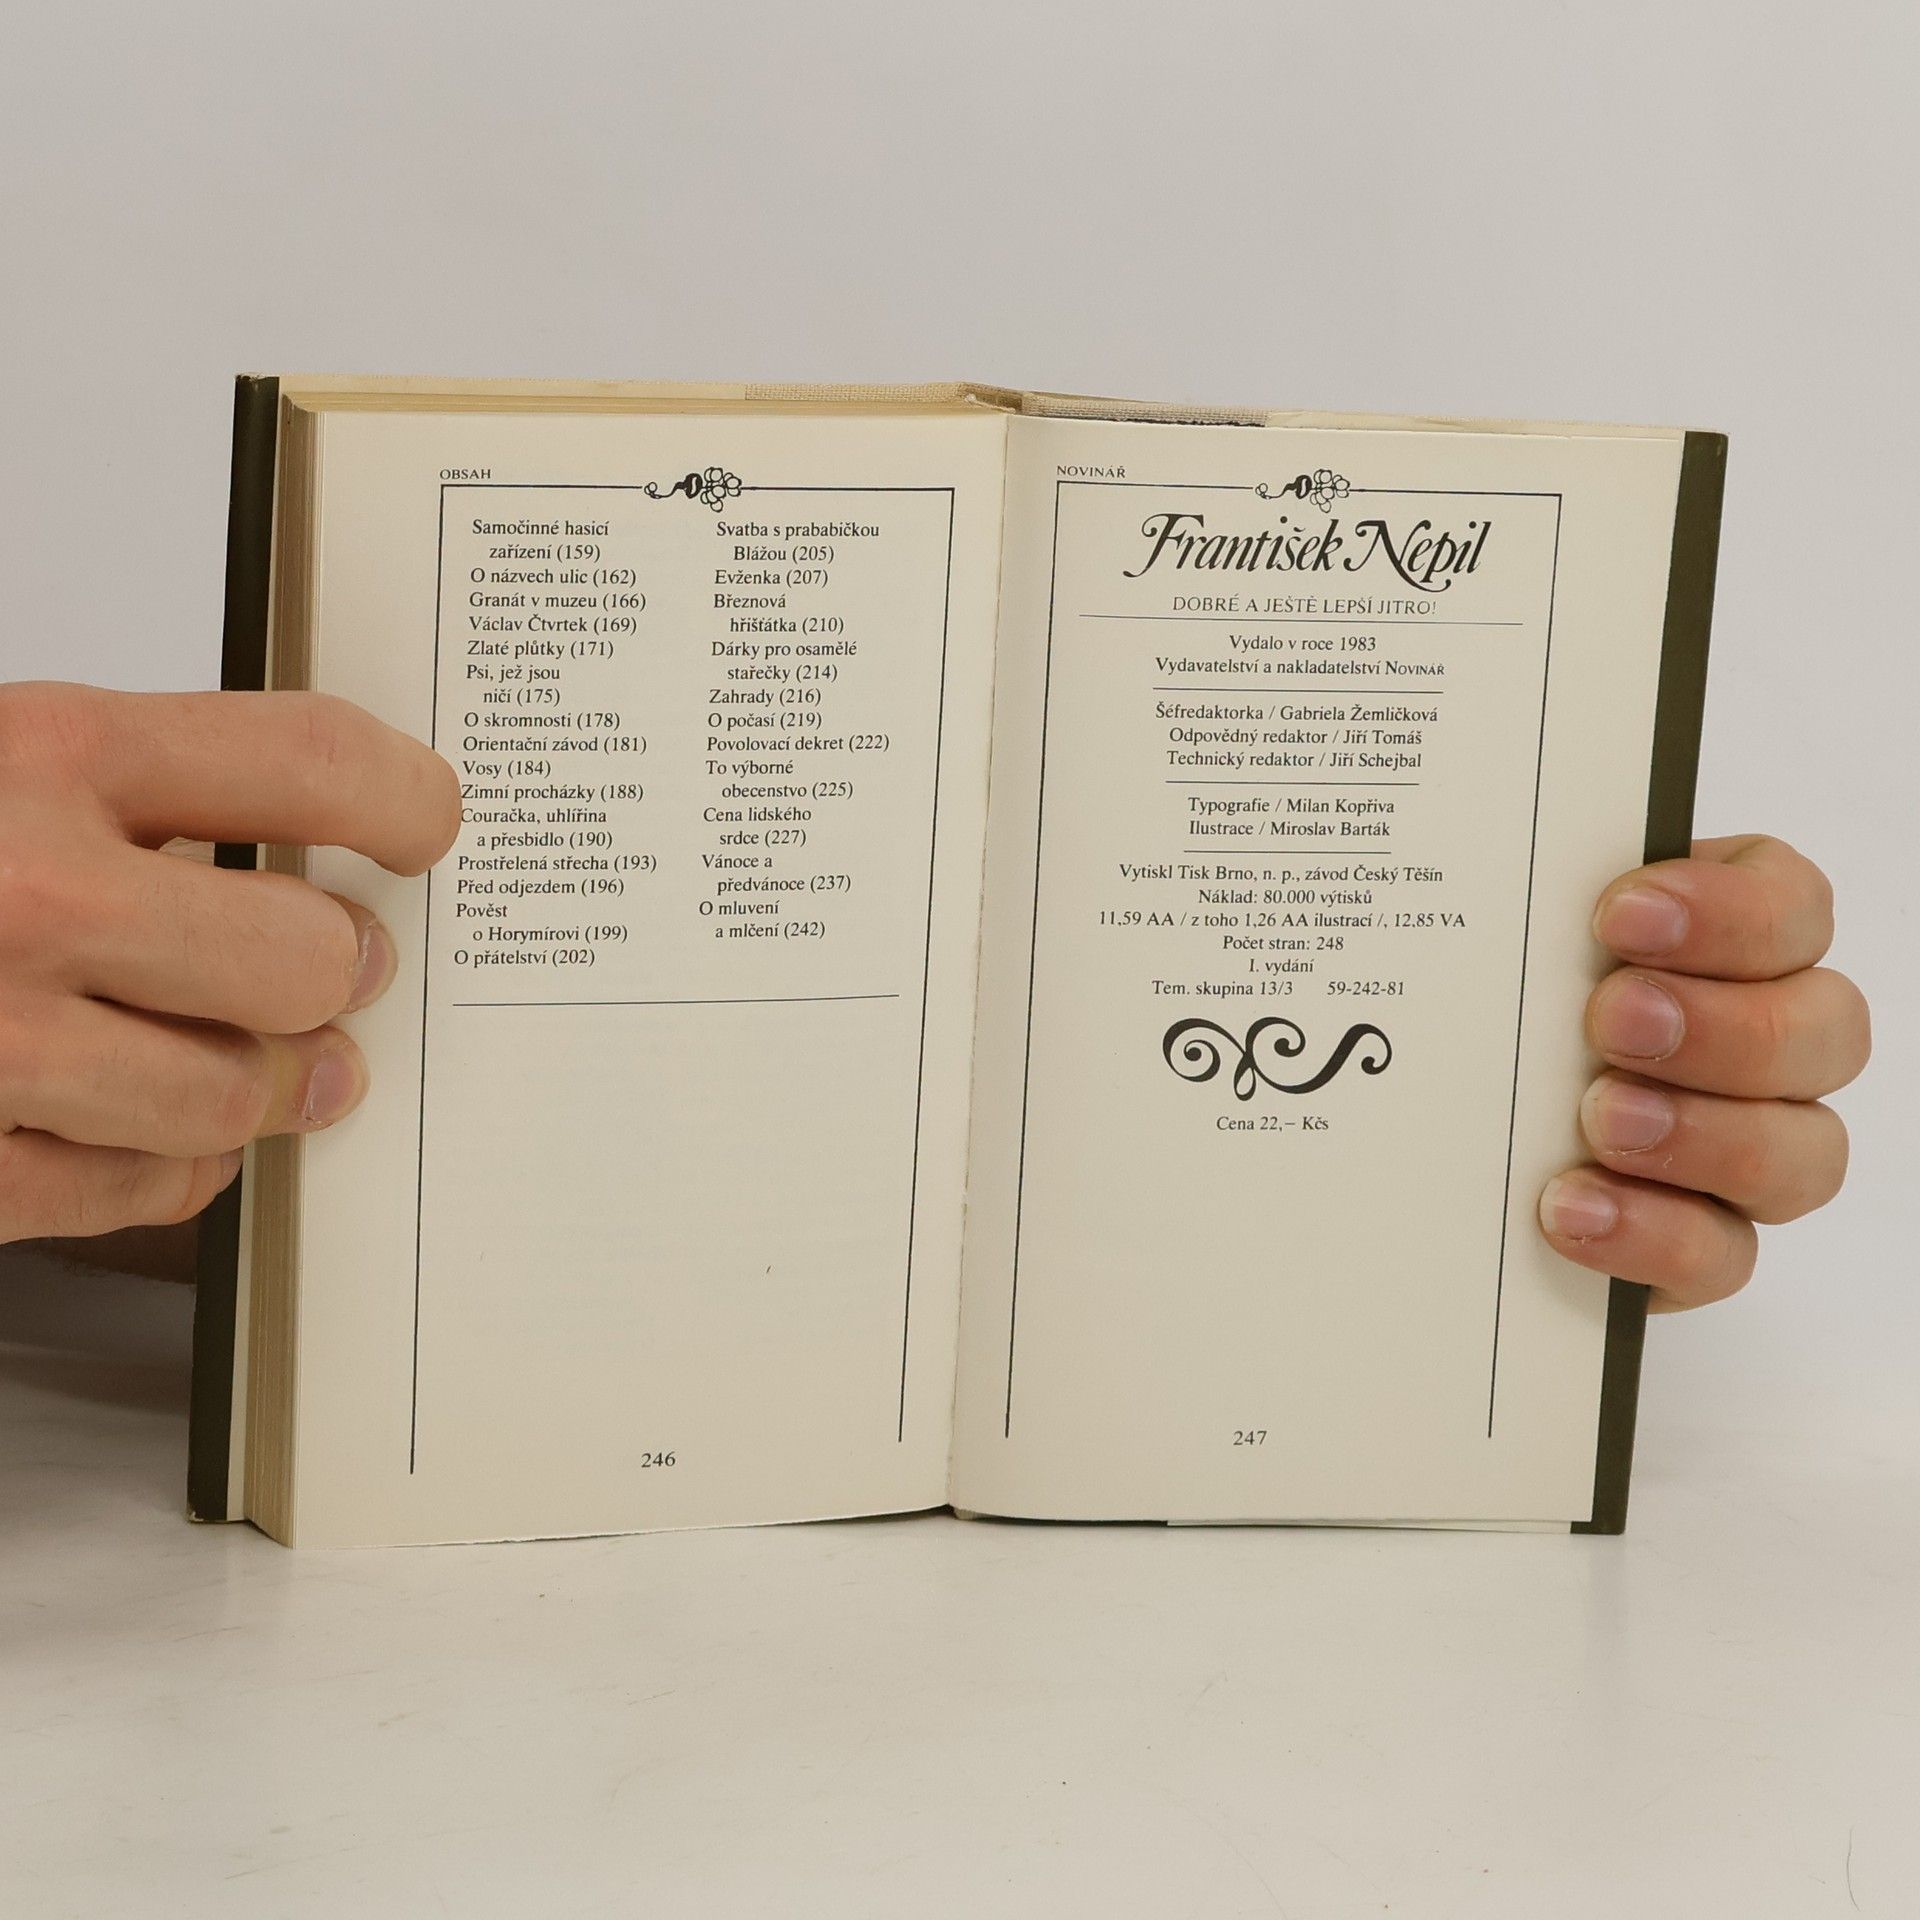 OBSAH
Samočinné hasicí
zařízení (159)
O názvech ulic (162)
Granát v muzeu (166)
Václav Čtvrtek (169)
Zlaté plůtky (171)
Psi, jež jsou
ničí (175)
O skromnosti (178)
Orientační závod (181)
Vosy (184)
Zimní procházky (188)
Couračka, uhlířina
a přesbidlo (190)
Prostřelená střecha (193)
Před odjezdem (196)
Pověst
o Horymírovi (199)
O přátelství (202)
Svatba s prababičkou
Blážou (205)
Evženka (207)
Březnová
hřišťátka (210)
Dárky pro osamělé
stařečky (214)
Zahrady (216)
O počasí (219)
Povolovací dekret (222)
To výborné
obecenstvo (225)
Cena lidského
srdce (227)
Vánoce a
předvánoce (237)
O mluvení
a mlčení (242)
246
NOVINÁŘ
František Nepil
DOBRÉ A JEŠTĚ LEPŠÍ JITRO!
Vydalo v roce 1983
Vydavatelství a nakladatelství NOVINÁŘ
Šéfredaktorka / Gabriela Žemličková
Odpovědný redaktor / Jiří Tomáš
Technický redaktor / Jiří Schejbal
Typografie / Milan Kopřiva
Ilustrace / Miroslav Barták
Vytiskl Tisk Brno, n. p., závod Český Těšín
Náklad: 80.000 výtisků
11,59 AA / z toho 1,26 AA ilustrací /, 12,85 VA
Počet stran: 248
I. vydání
Tem. skupina 13/3 59-242-81
Cena 22,– Kčs
247